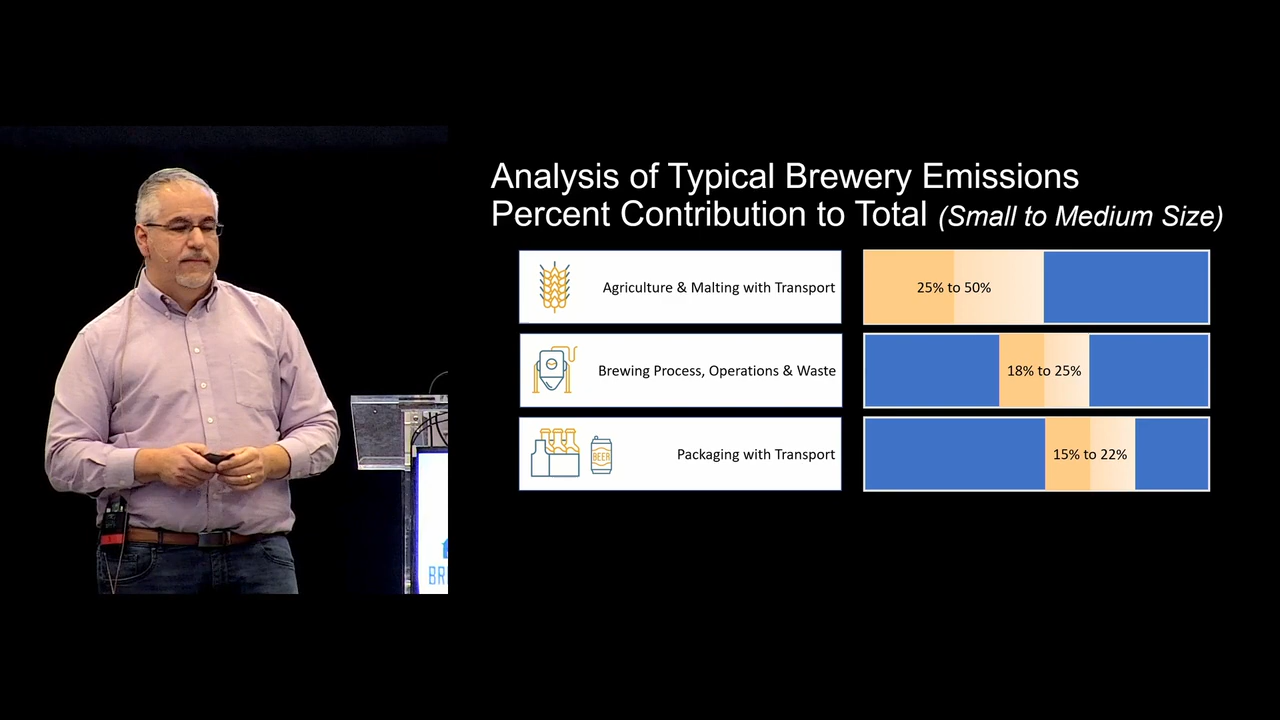 Analysis of Typical Brewery Emissions
Percent Contribution to Total (Small to Medium Size)
Agriculture & Malting with Transport
25% to 50%
Brewing Process, Operations & Waste
18% to 25%
BEER
Packaging with Transport
15% to 22%